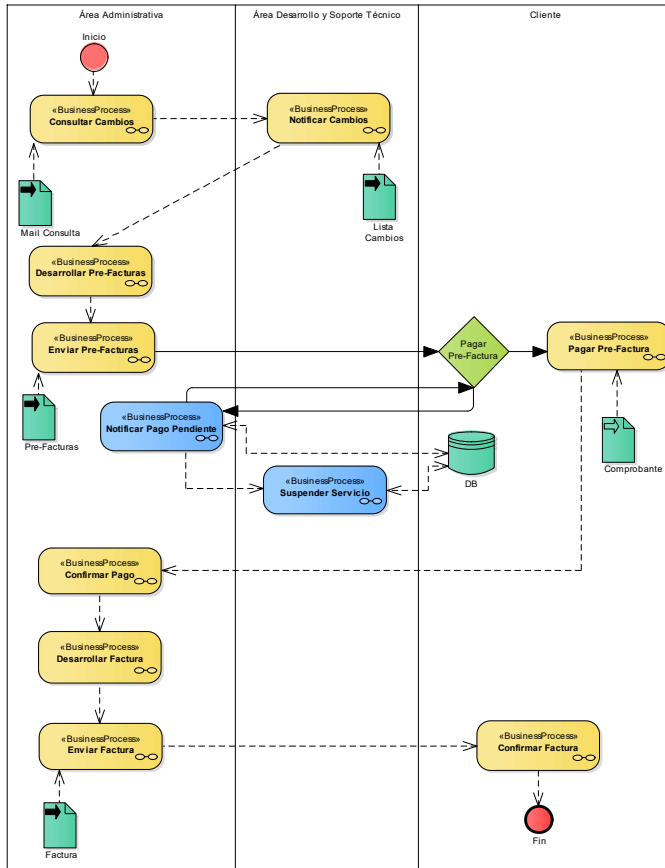 Área Administrativa
Área Desarrollo y Soporte Técnico
Cliente
Inicio
«BusinessProcess»
Consultar Cambios
«BusinessProcess»
Notificar Cambios
Mail Consulta
Lista
Cambios
«BusinessProcess»
Desarrollar Pre-Facturas
«BusinessProcess»
Enviar Pre-Facturas
Pagar
Pre-Factura
«BusinessProcess»
Pagar Pre-Factura
Pre-Facturas
«BusinessProcess»
Notificar Pago Pendiente
Comprobante
«BusinessProcess»
Suspender Servicio
DB
«BusinessProcess»
Confirmar Pago
«BusinessProcess»
Desarrollar Factura
«BusinessProcess»
Enviar Factura
«BusinessProcess»
Confirmar Factura
Factura
Fin